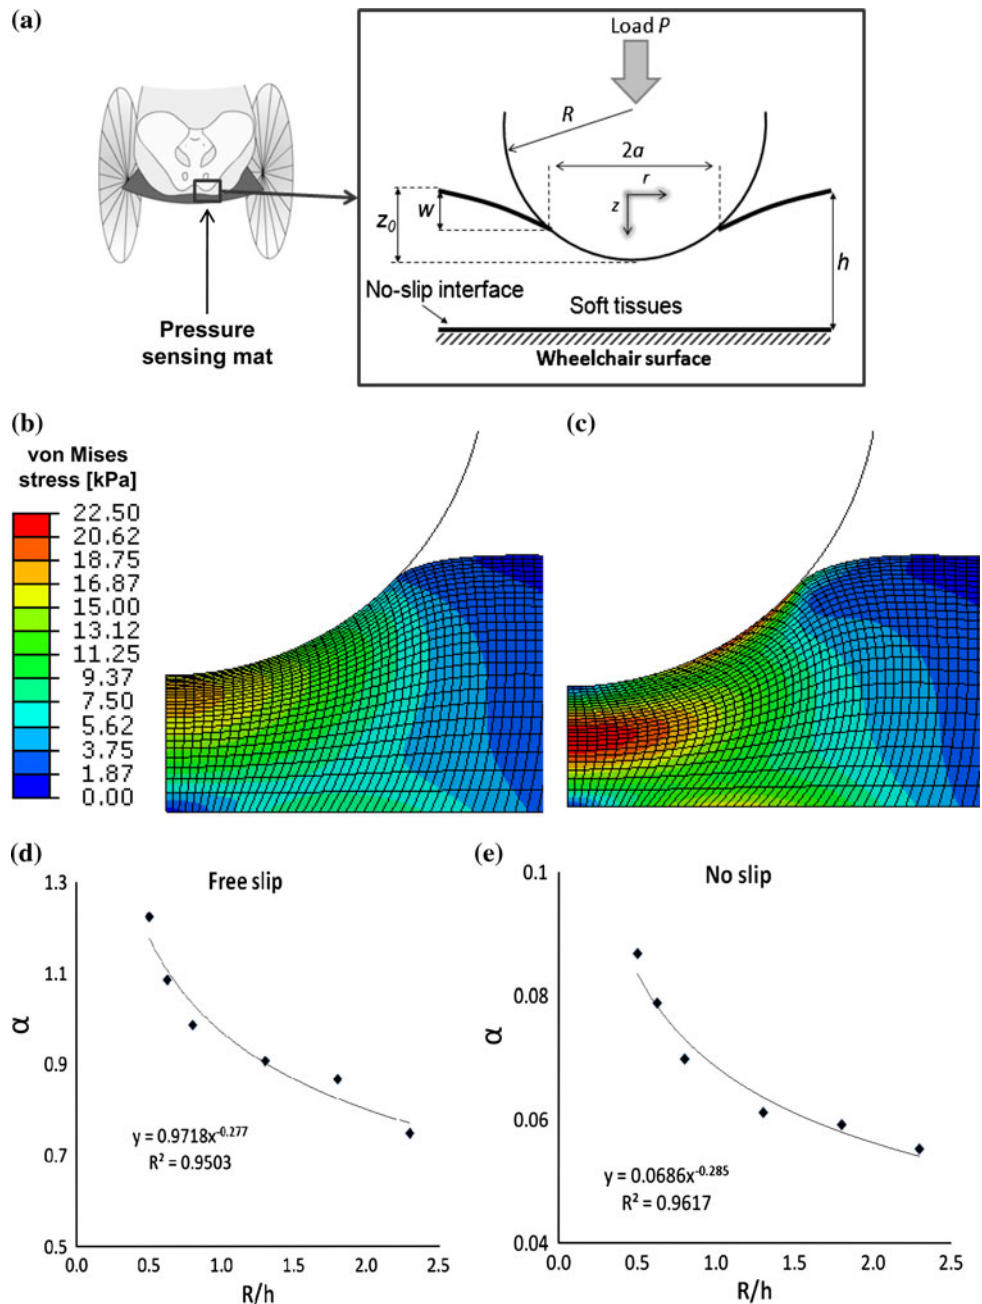 (a)
Load P
R
2a
r
z
w
z₀
h
No-slip interface
Soft tissues
Wheelchair surface
Pressure
sensing mat
(b)
(c)
von Mises
stress [kPa]
22.50
20.62
18.75
16.87
15.00
13.12
11.25
9.37
7.50
5.62
3.75
1.87
0.00
(d)
Free slip
1.3
1.1
0.9
0.7
0.5
α
y = 0.9718x^-0.277
R² = 0.9503
0.0 0.5 1.0 1.5 2.0 2.5
R/h
(e)
No slip
0.1
0.08
0.06
0.04
α
y = 0.0686x^-0.285
R² = 0.9617
0.0 0.5 1.0 1.5 2.0 2.5
R/h